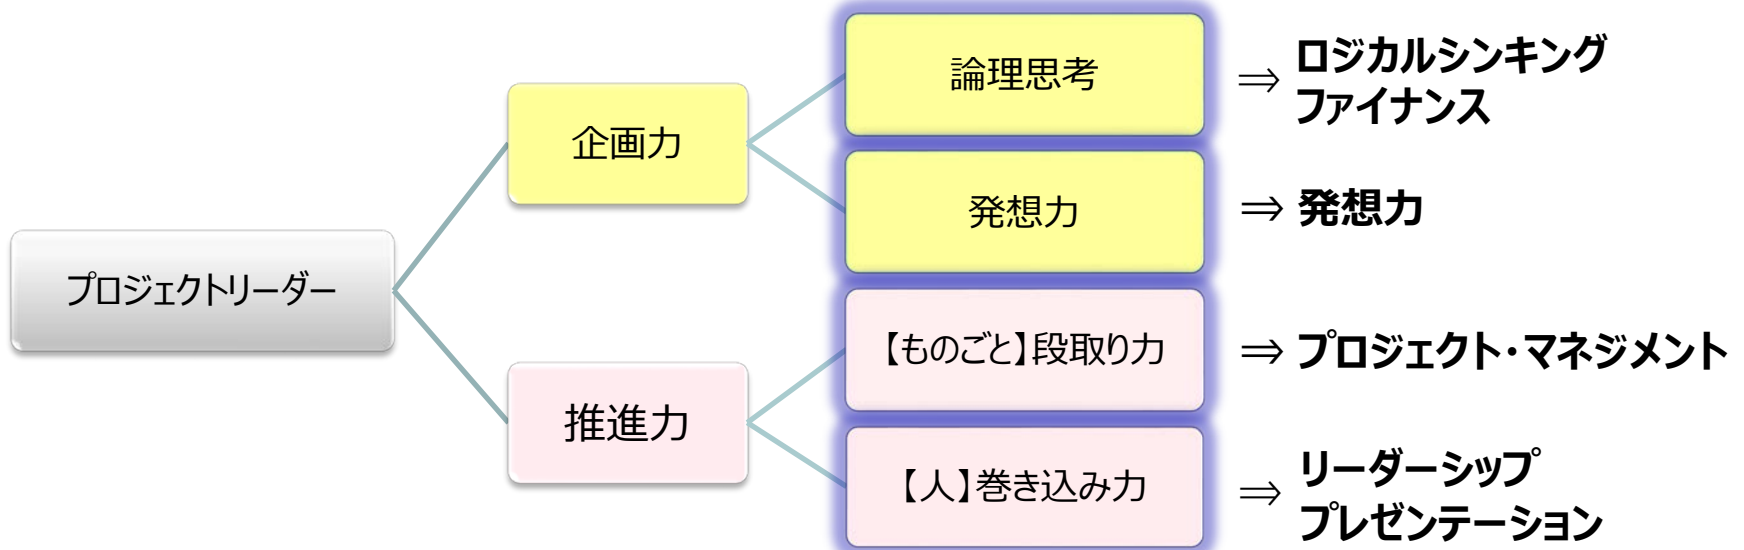 プロジェクトリーダー
企画力
推進力
論理思考
⇒ ロジカルシンキング
ファイナンス
発想力
⇒ 発想力
【ものごと】段取り力
⇒ プロジェクト・マネジメント
【人】巻き込み力
⇒ リーダーシップ
プレゼンテーション